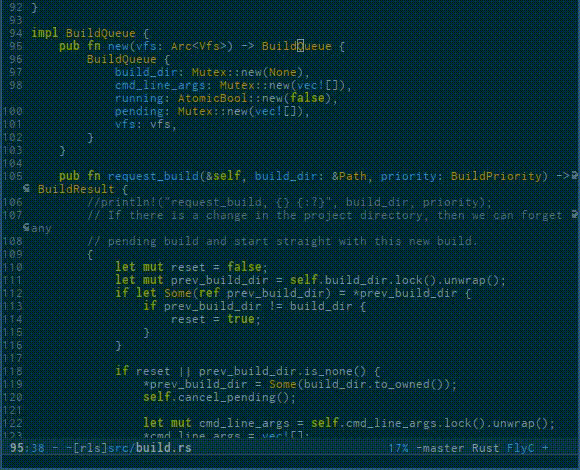 92 }
93
94 impl BuildQueue {
95     pub fn new(vfs: Arc<Vfs>) -> BuildQueue {
96         BuildQueue {
97             build_dir: Mutex::new(None),
98             cmd_line_args: Mutex::new(vec![]),
            running: AtomicBool::new(false),
100             pending: Mutex::new(vec![]),
101             vfs: vfs,
102         }
103     }
104
105     pub fn request_build(&self, build_dir: &Path, priority: BuildPriority) ->
BuildResult {
106         //println!("request_build, {} {:?}", build_dir, priority);
107         // If there is a change in the project directory, then we can forget
any
108         // pending build and start straight with this new build.
109         {
110             let mut reset = false;
111             let mut prev_build_dir = self.build_dir.lock().unwrap();
112             if let Some(ref prev_build_dir) = *prev_build_dir {
113                 if prev_build_dir != build_dir {
114                     reset = true;
115                 }
116             }
117
118             if reset || prev_build_dir.is_none() {
119                 *prev_build_dir = Some(build_dir.to_owned());
120                 self.cancel_pending();
121
122             let mut cmd_line_args = self.cmd_line_args.lock().unwrap();
123             *cmd_line_args = vec![];
95:38 - -[rls]src/build.rs 17% -master Rust FlyC +